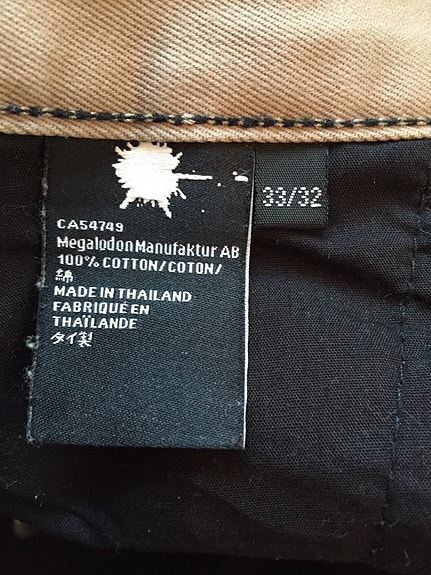 33/32
CA54749
Megalodon Manufaktur AB
100% COTTON/COTON/
綿
MADE IN THAILAND
FABRIQUÉ EN
THAÏLANDE
タイ製